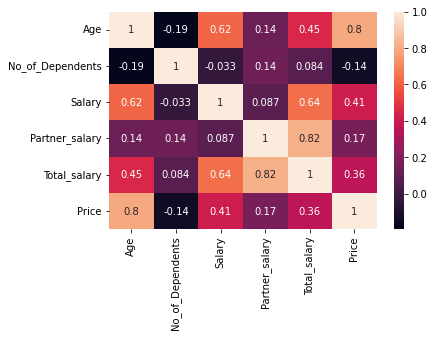 Age 1 -0.19 0.62 0.14 0.45 0.8
No_of_Dependents -0.19 1 -0.033 0.14 0.084 -0.14
Salary 0.62 -0.033 1 0.087 0.64 0.41
Partner_salary 0.14 0.14 0.087 1 0.82 0.17
Total_salary 0.45 0.084 0.64 0.82 1 0.36
Price 0.8 -0.14 0.41 0.17 0.36 1
Age
No_of_Dependents
Salary
Partner_salary
Total_salary
Price
1.0
0.8
0.6
0.4
0.2
0.0